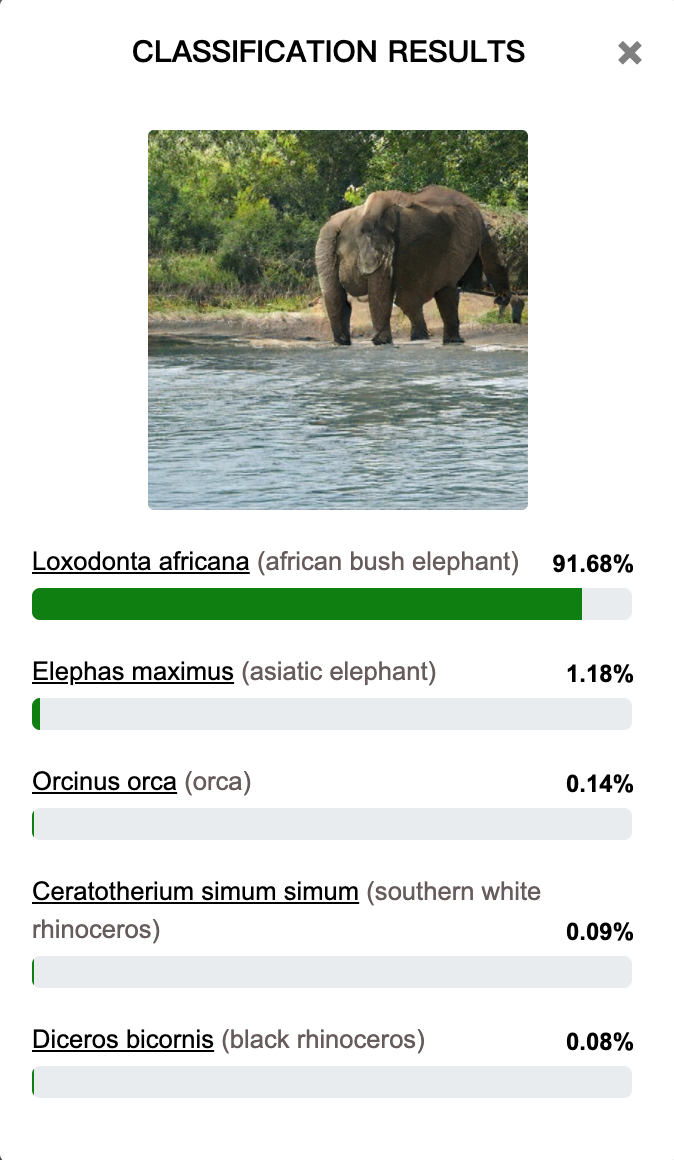 CLASSIFICATION RESULTS
Loxodonta africana (african bush elephant) 91.68%
Elephas maximus (asiatic elephant) 1.18%
Orcinus orca (orca) 0.14%
Ceratotherium simum simum (southern white
rhinoceros) 0.09%
Diceros bicornis (black rhinoceros) 0.08%